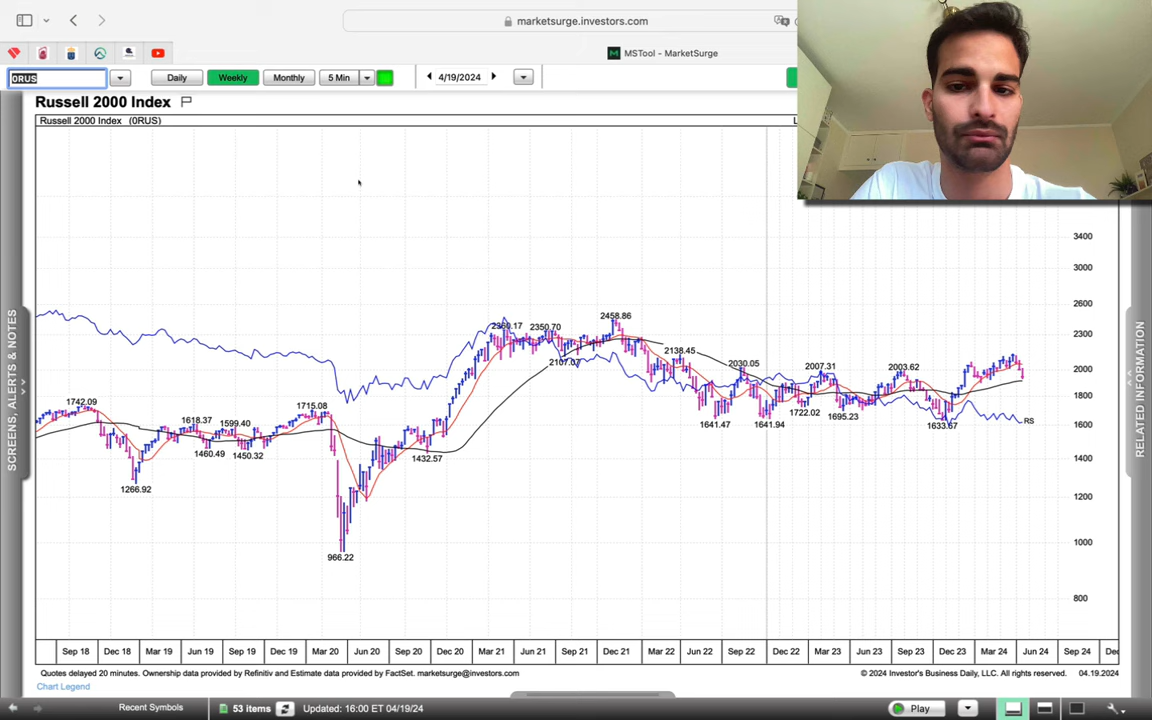 marketsurge.investors.com
MSTool - MarketSurge
0RUS
Daily
Weekly
Monthly
5 Min
4/19/2024
Russell 2000 Index
Russell 2000 Index (0RUS)
3400
3000
2600
2300
2000
1800
1600
1400
1200
1000
800
2458.86
2360.17
2350.70
2107.07
2138.45
2030.05
2007.31
2003.62
1742.09
1715.08
1618.37
1599.40
1460.49
1450.32
1432.57
1266.92
966.22
1641.47
1641.94
1722.02
1695.23
1633.67
RS
Sep 18
Dec 18
Mar 19
Jun 19
Sep 19
Dec 19
Mar 20
Jun 20
Sep 20
Dec 20
Mar 21
Jun 21
Sep 21
Dec 21
Mar 22
Jun 22
Sep 22
Dec 22
Mar 23
Jun 23
Sep 23
Dec 23
Mar 24
Jun 24
Sep 24
Quotes delayed 20 minutes. Ownership data provided by Refinitiv and Estimate data provided by FactSet. marketsurge@investors.com
© 2024 Investor's Business Daily, LLC.
04.19.2024
Chart Legend
SCREENS, ALERTS & NOTES
RELATED INFORMATION
Recent Symbols
53 items
Updated: 16:00 ET 04/19/24
Play